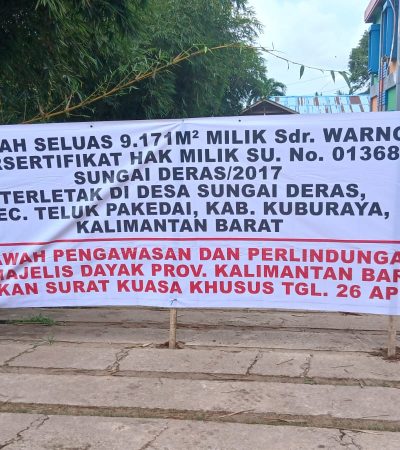 AH SELUAS 9.171M² MILIK Sdr. WARNO
RSERTIFIKAT HAK MILIK SU. No. 01368
SUNGAI DERAS/2017
TERLETAK DI DESA SUNGAI DERAS,
EC. TELUK PAKEDAI, KAB. KUBURAYA,
KALIMANTAN BARAT
WAH PENGAWASAN DAN PERLINDUNGA
MAJELIS DAYAK PROV. KALIMANTAN BAR
KAN SURAT KUASA KHUSUS TGL. 26 AP